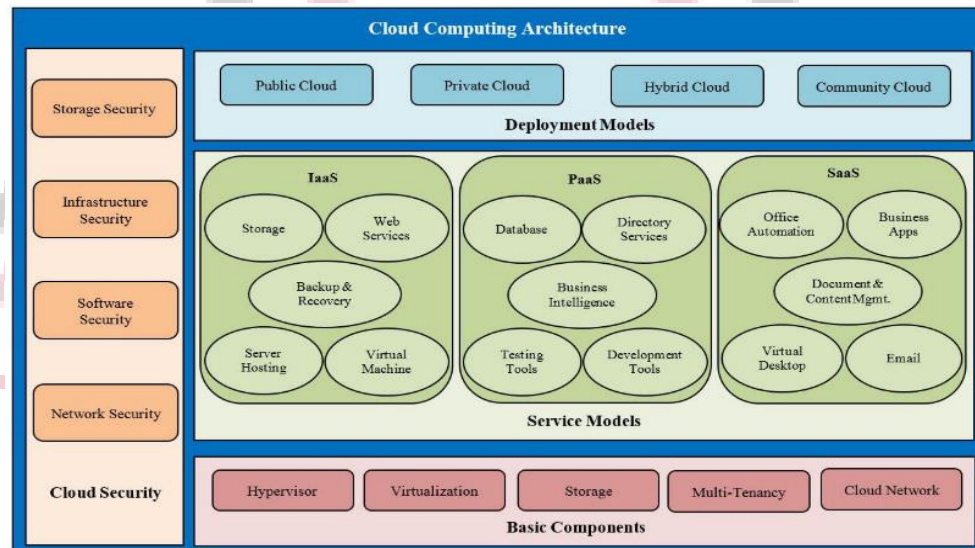 Cloud Computing Architecture
Storage Security
Infrastructure
Security
Software
Security
Network Security
Cloud Security
Public Cloud
Private Cloud
Hybrid Cloud
Community Cloud
Deployment Models
IaaS
Storage
Web
Services
Backup &
Recovery
Server
Hosting
Virtual
Machine
PaaS
Database
Directory
Services
Business
Intelligence
Testing
Tools
Development
Tools
SaaS
Office
Automation
Business
Apps
Document &
ContentMgmt.
Virtual
Desktop
Email
Service Models
Hypervisor
Virtualization
Storage
Multi-Tenancy
Cloud Network
Basic Components